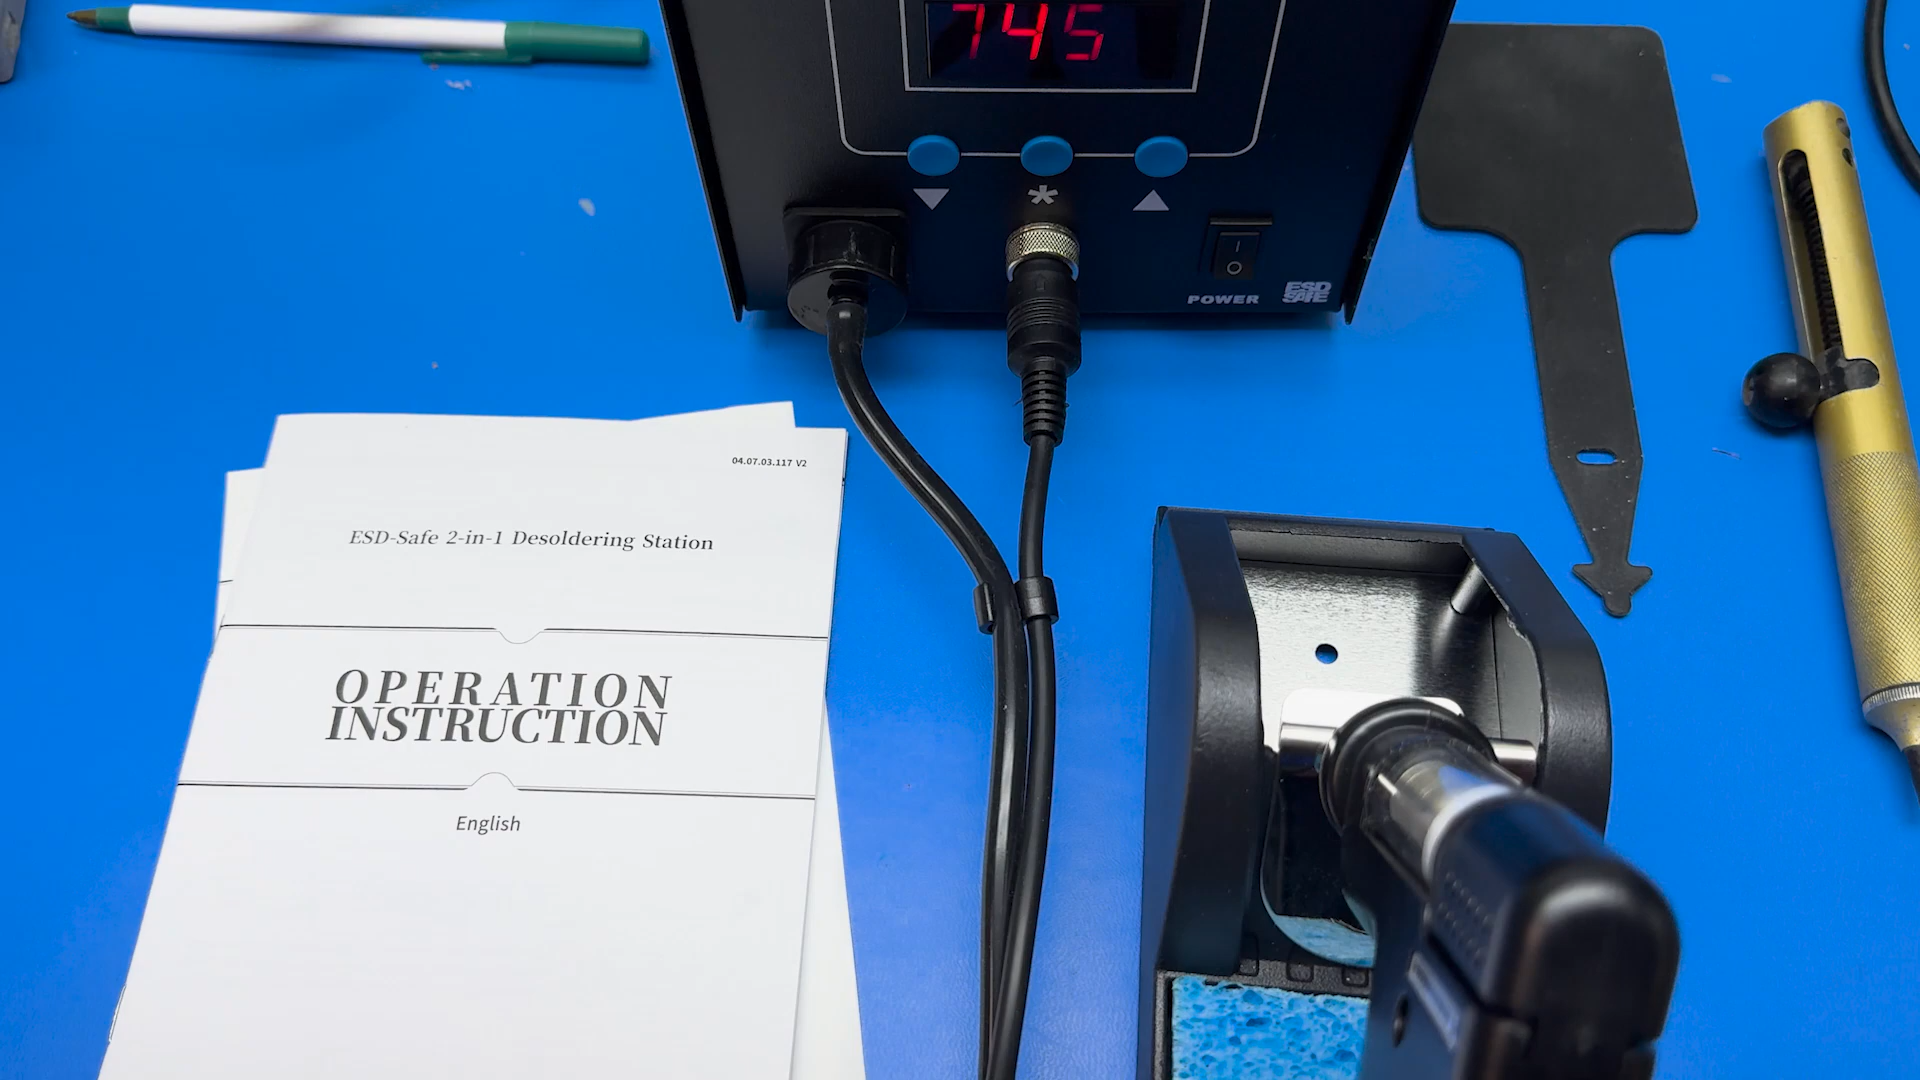 745
*
POWER
ESD
SAFE
04.07.03.117 V2
ESD-Safe 2-in-1 Desoldering Station
OPERATION
INSTRUCTION
English